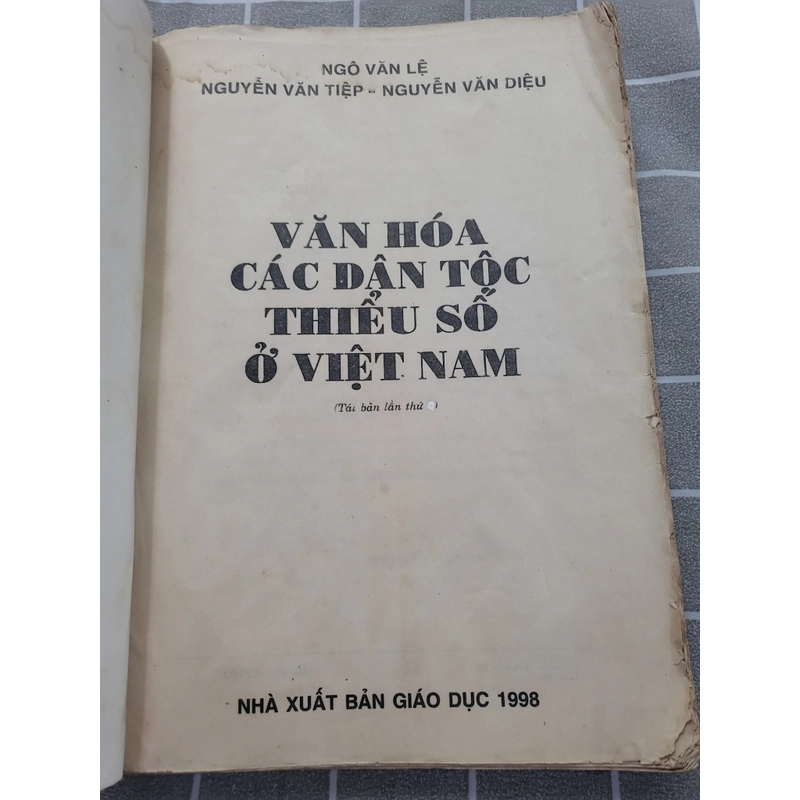 NGÔ VĂN LỆ
NGUYỄN VĂN TIỆP - NGUYỄN VĂN DIỆU
VĂN HÓA
CÁC DÂN TỘC
THIỂU SỐ
Ở VIỆT NAM
(Tái bản lần thứ )
NHÀ XUẤT BẢN GIÁO DỤC 1998